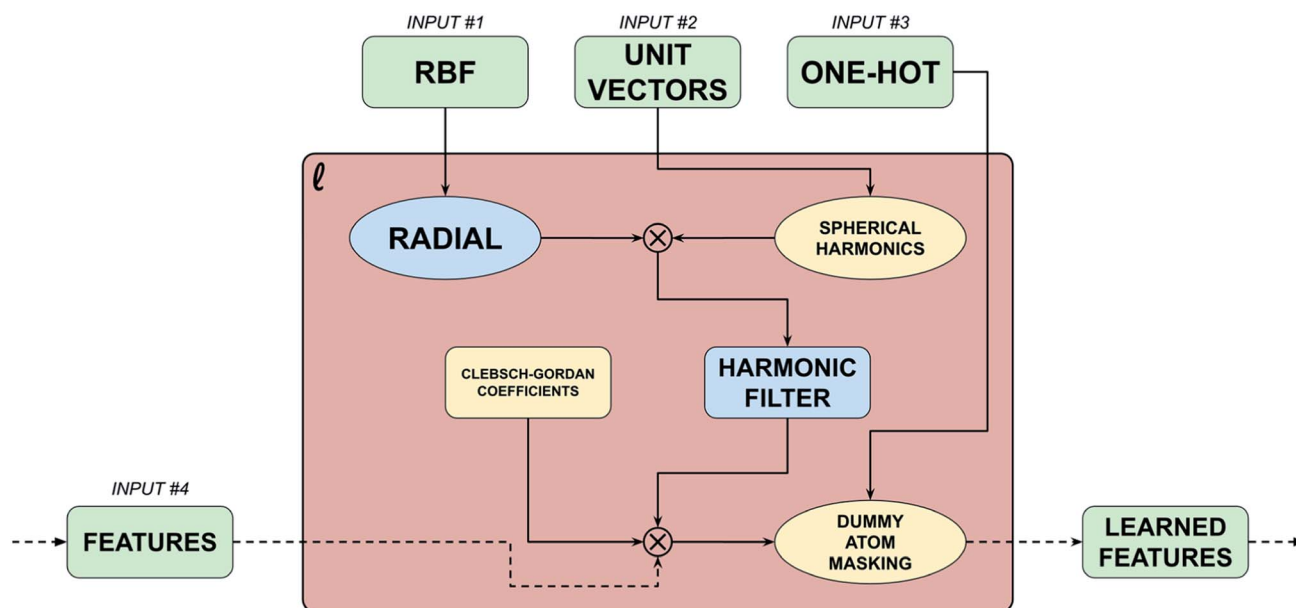 INPUT #1
INPUT #2
INPUT #3
RBF
UNIT
VECTORS
ONE-HOT
ℓ
RADIAL
SPHERICAL
HARMONICS
CLEBSCH-GORDAN
COEFFICIENTS
HARMONIC
FILTER
INPUT #4
FEATURES
DUMMY
ATOM
MASKING
LEARNED
FEATURES